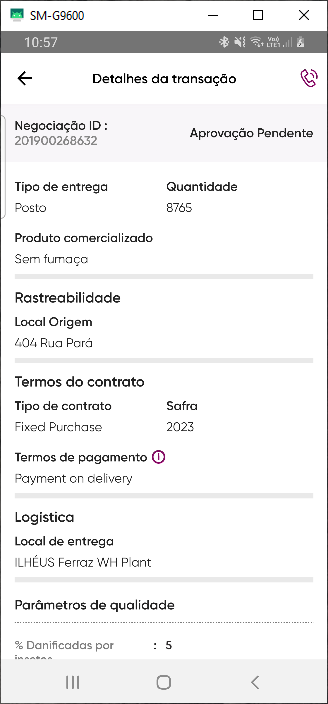 SM-G9600
10:57
Detalhes da transação
Negociação ID :
201900268632
Aprovação Pendente
Tipo de entrega Quantidade
Posto 8765
Produto comercializado
Sem fumaça
Rastreabilidade
Local Origem
404 Rua Pará
Termos do contrato
Tipo de contrato Safra
Fixed Purchase 2023
Termos de pagamento
Payment on delivery
Logística
Local de entrega
ILHÉUS Ferraz WH Plant
Parâmetros de qualidade
% Danificadas por : 5